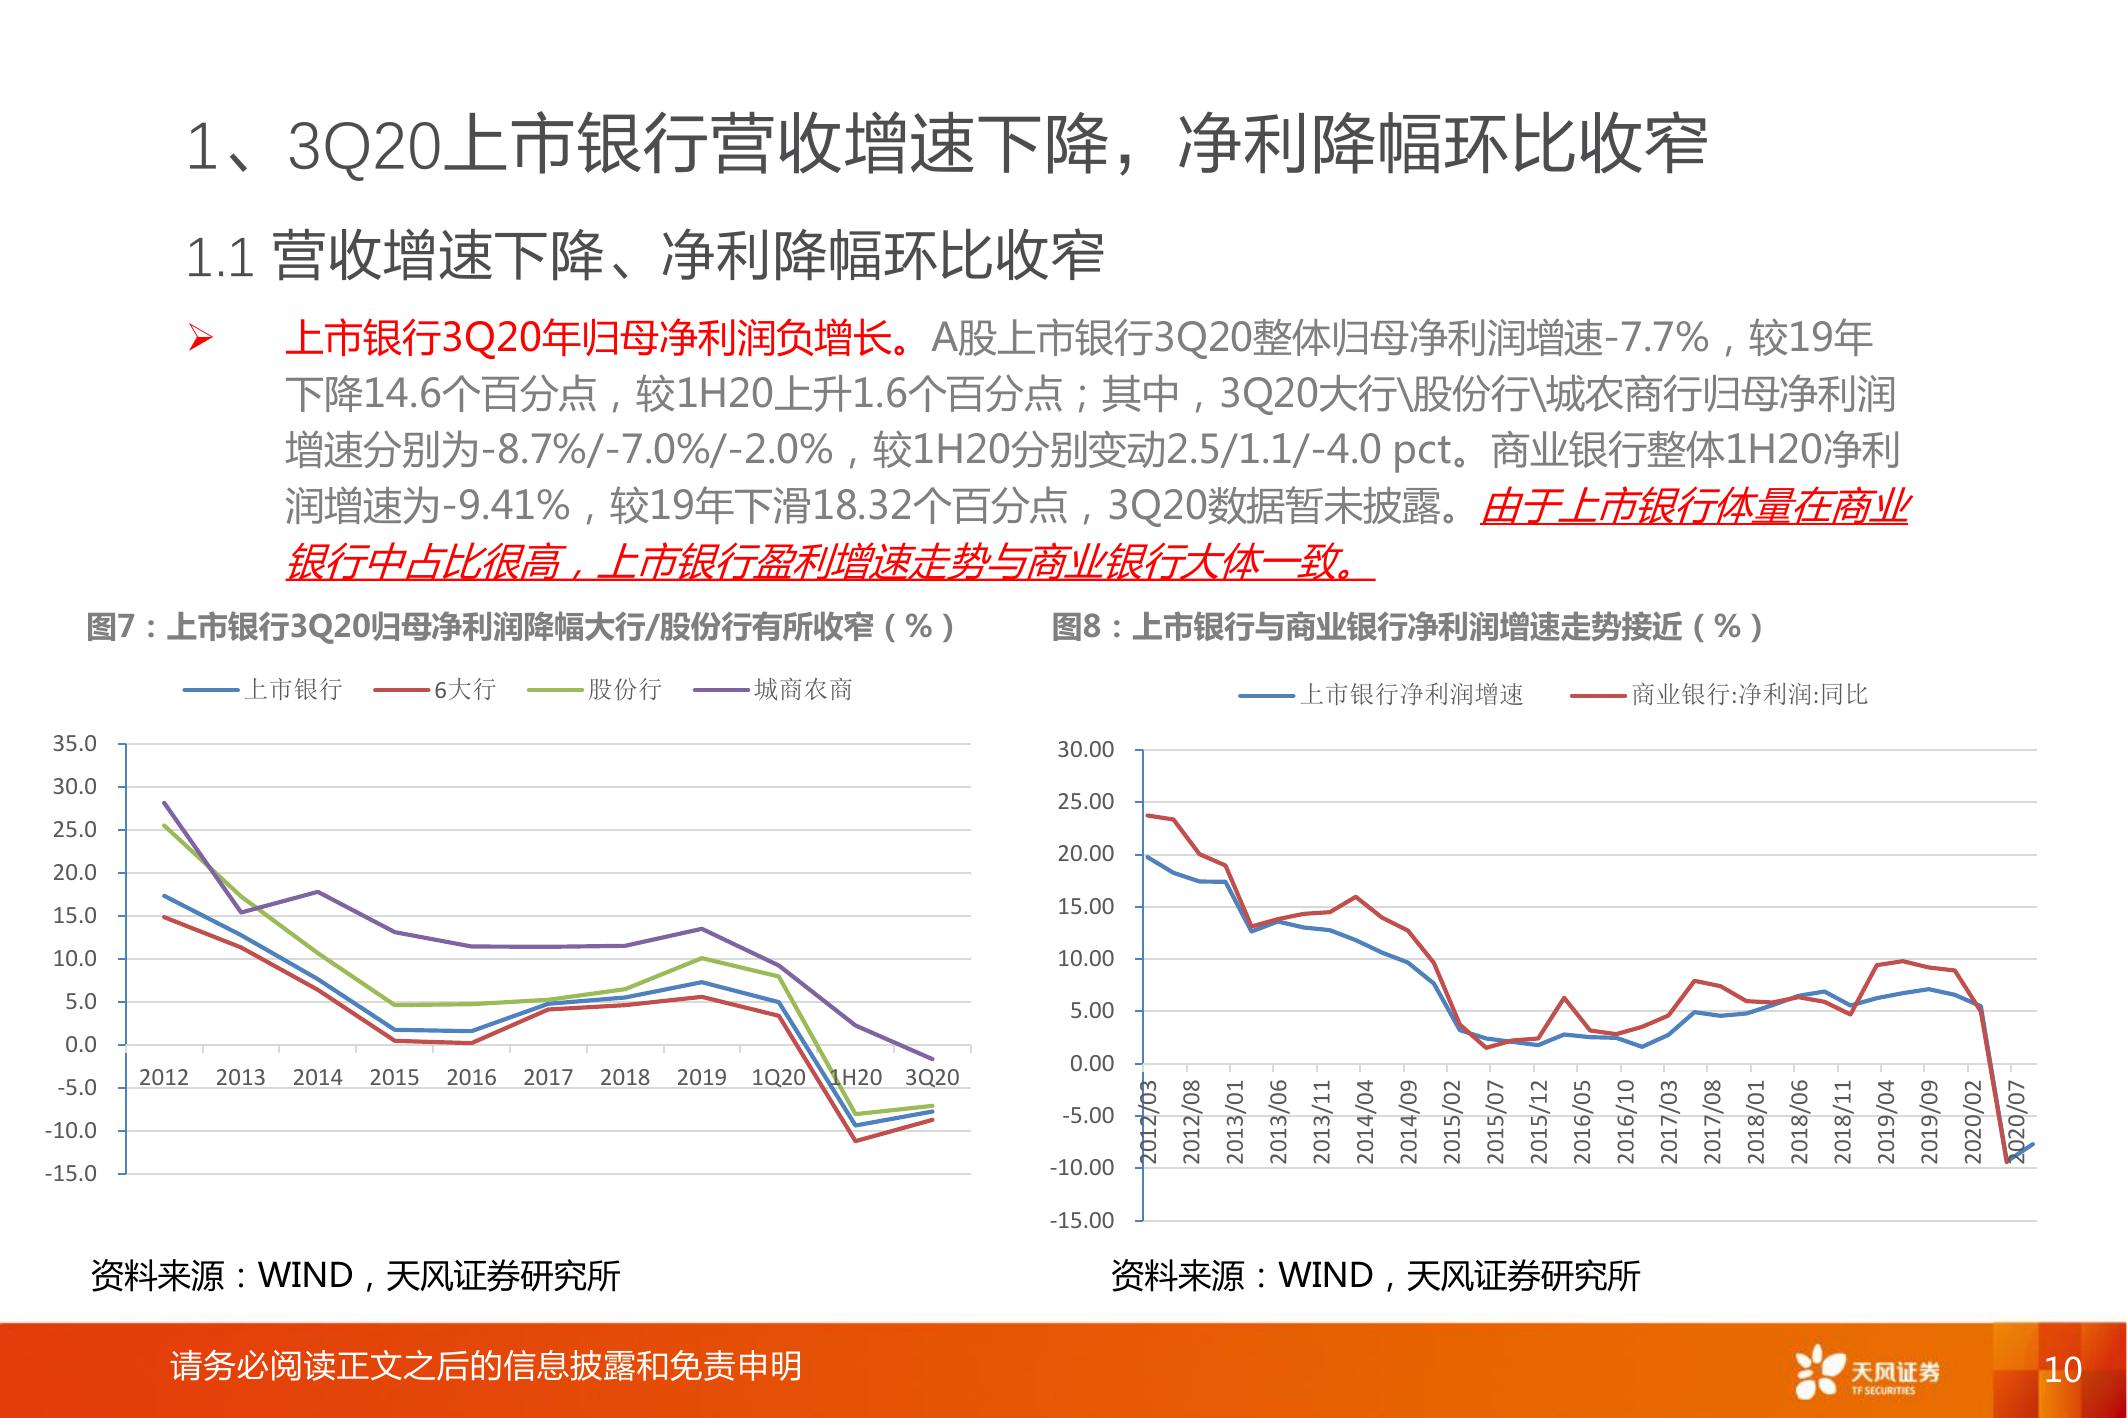 1、3Q20上市银行营收增速下降，净利降幅环比收窄
1.1 营收增速下降、净利降幅环比收窄
➢ 上市银行3Q20年归母净利润负增长。A股上市银行3Q20整体归母净利润增速-7.7%，较19年
下降14.6个百分点，较1H20上升1.6个百分点；其中，3Q20大行\股份行\城农商行归母净利润
增速分别为-8.7%/-7.0%/-2.0%，较1H20分别变动2.5/1.1/-4.0 pct。商业银行整体1H20净利
润增速为-9.41%，较19年下滑18.32个百分点，3Q20数据暂未披露。由于上市银行体量在商业
银行中占比很高，上市银行盈利增速走势与商业银行大体一致。
图7：上市银行3Q20归母净利润降幅大行/股份行有所收窄（%）
上市银行 6大行 股份行 城商农商
35.0
30.0
25.0
20.0
15.0
10.0
5.0
0.0
-5.0
-10.0
-15.0
2012 2013 2014 2015 2016 2017 2018 2019 1Q20 1H20 3Q20
资料来源：WIND，天风证券研究所
图8：上市银行与商业银行净利润增速走势接近（%）
上市银行净利润增速 商业银行:净利润:同比
30.00
25.00
20.00
15.00
10.00
5.00
0.00
-5.00
-10.00
-15.00
2012/03
2012/08
2013/01
2013/06
2013/11
2014/04
2014/09
2015/02
2015/07
2015/12
2016/05
2016/10
2017/03
2017/08
2018/01
2018/06
2018/11
2019/04
2019/09
2020/02
2020/07
资料来源：WIND，天风证券研究所
请务必阅读正文之后的信息披露和免责申明
天风证券
TF SECURITIES
10